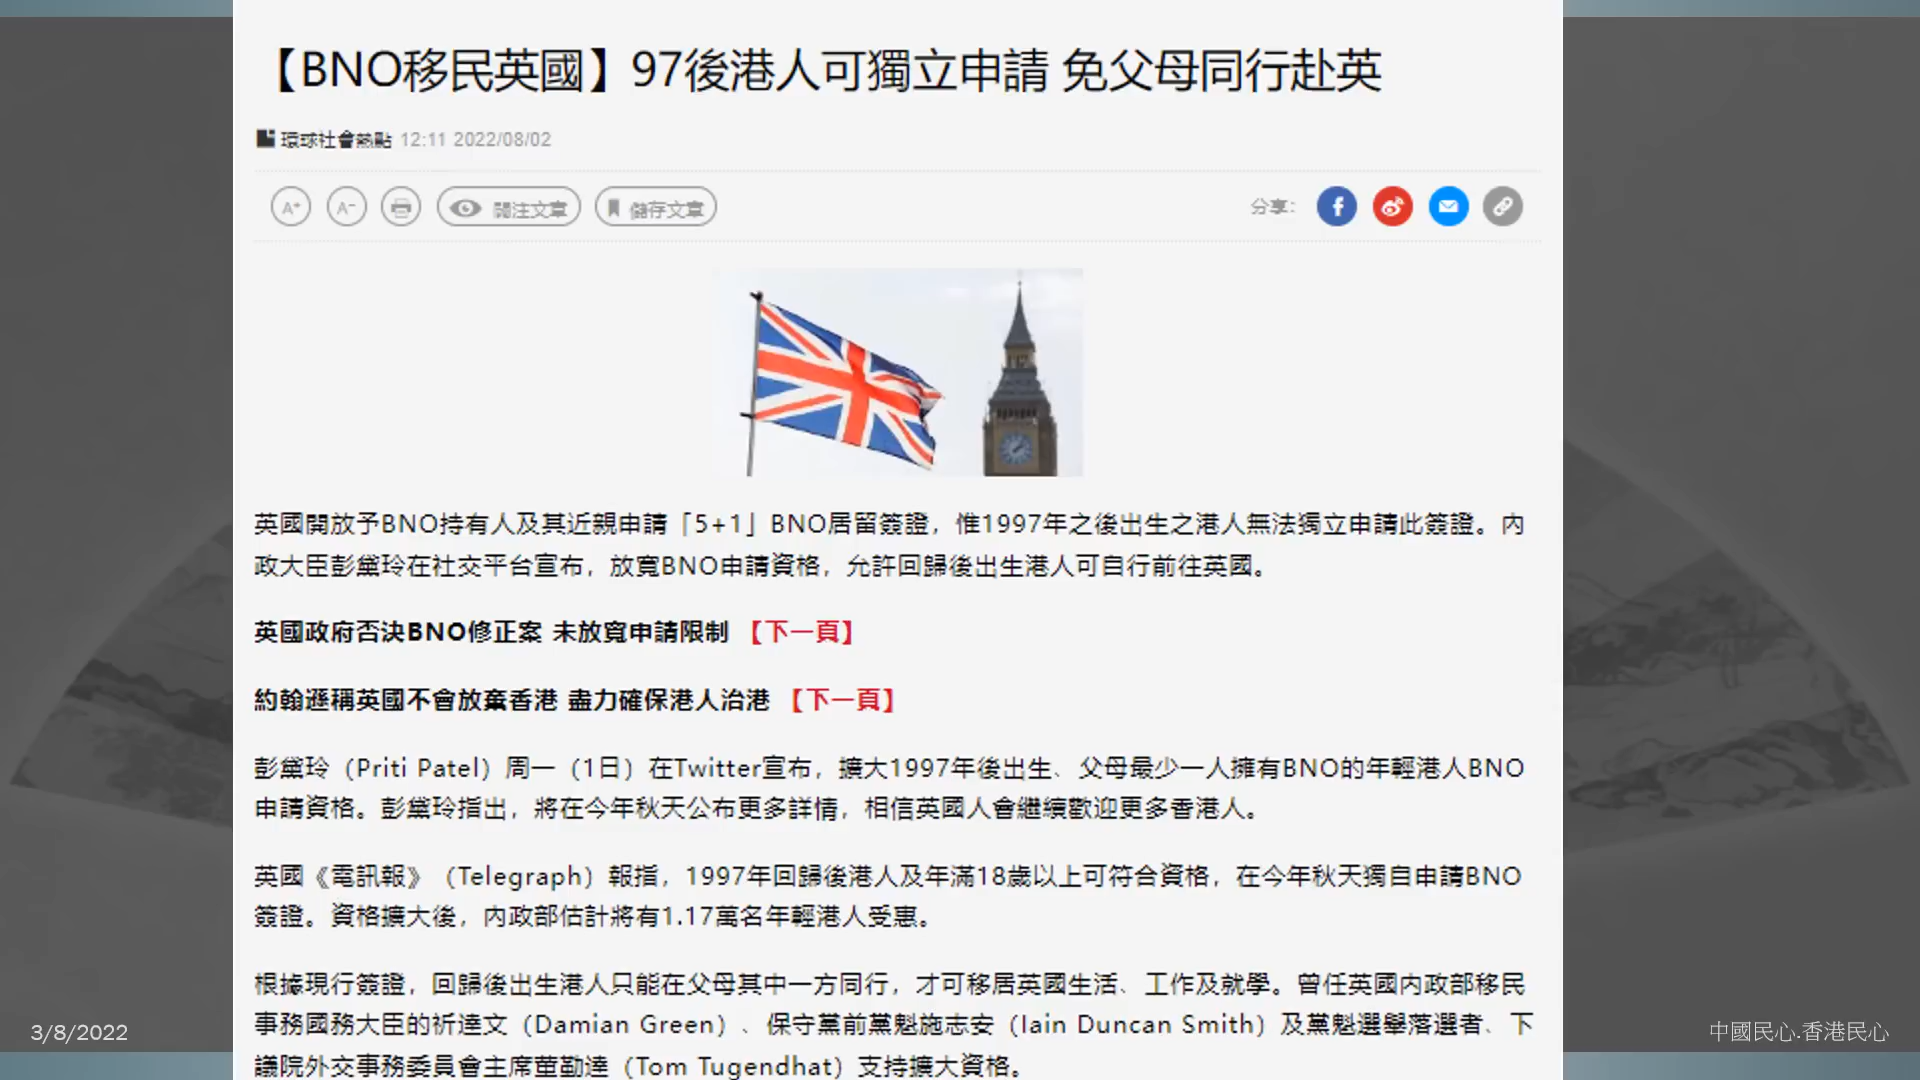 【BNO移民英國】97後港人可獨立申請 免父母同行赴英
環球社會熱點 12:11 2022/08/02
A+ A- 關注文章 儲存文章 分享:
英國開放予BNO持有人及其近親申請「5+1」BNO居留簽證，惟1997年之後出生之港人無法獨立申請此簽證。內
政大臣彭黛玲在社交平台宣布，放寬BNO申請資格，允許回歸後出生港人可自行前往英國。
英國政府否決BNO修正案 未放寬申請限制 【下一頁】
約翰遜稱英國不會放棄香港 盡力確保港人治港 【下一頁】
彭黛玲（Priti Patel）周一（1日）在Twitter宣布，擴大1997年後出生、父母最少一人擁有BNO的年輕港人BNO
申請資格。彭黛玲指出，將在今年秋天公布更多詳情，相信英國人會繼續歡迎更多香港人。
英國《電訊報》（Telegraph）報指，1997年回歸後港人及年滿18歲以上可符合資格，在今年秋天獨自申請BNO
簽證。資格擴大後，內政部估計將有1.17萬名年輕港人受惠。
根據現行簽證，回歸後出生港人只能在父母其中一方同行，才可移居英國生活、工作及就學。曾任英國內政部移民
事務國務大臣的祈達文（Damian Green）、保守黨前黨魁施志安（Iain Duncan Smith）及黨魁選舉落選者、下
議院外交事務委員會主席董勤達（Tom Tugendhat）支持擴大資格。
3/8/2022
中國民心.香港民心